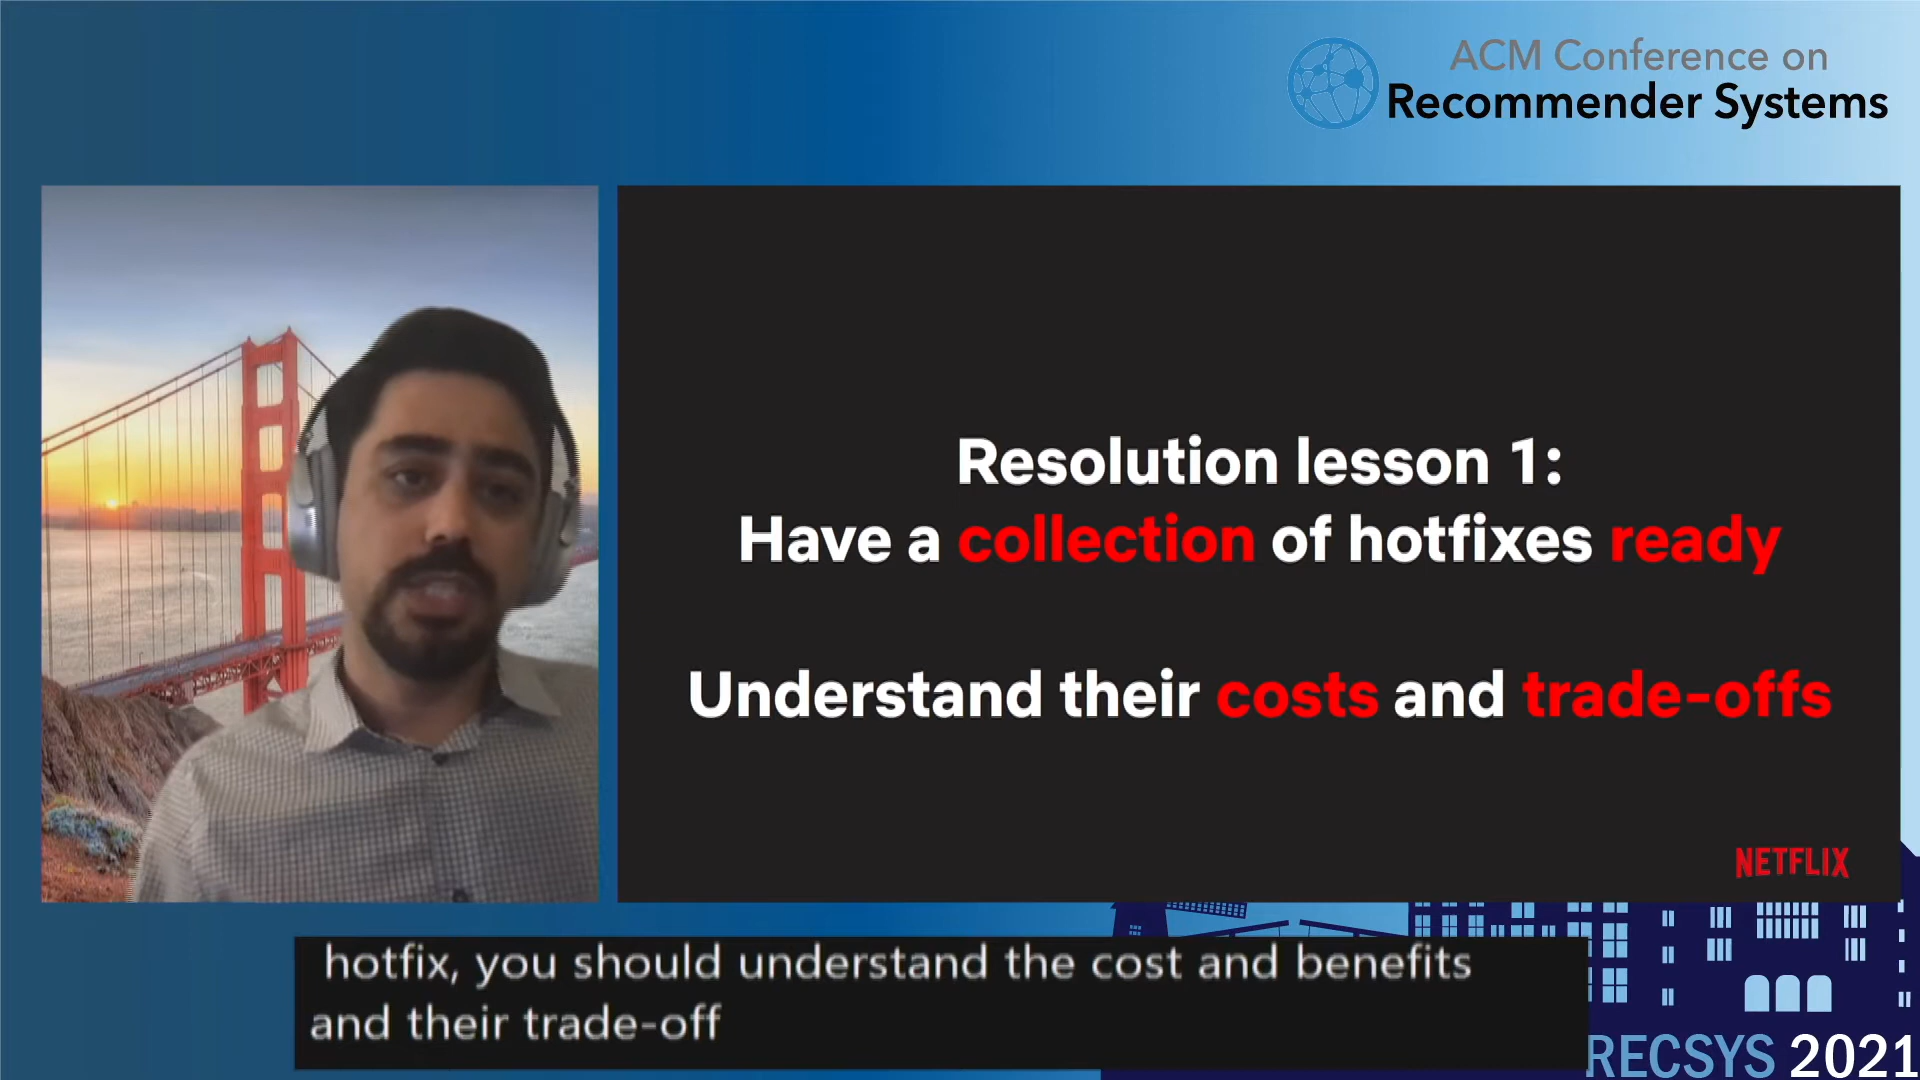 ACM Conference on
Recommender Systems
Resolution lesson 1:
Have a collection of hotfixes ready
Understand their costs and trade-offs
NETFLIX
hotfix, you should understand the cost and benefits
and their trade-off
RECSYS 2021